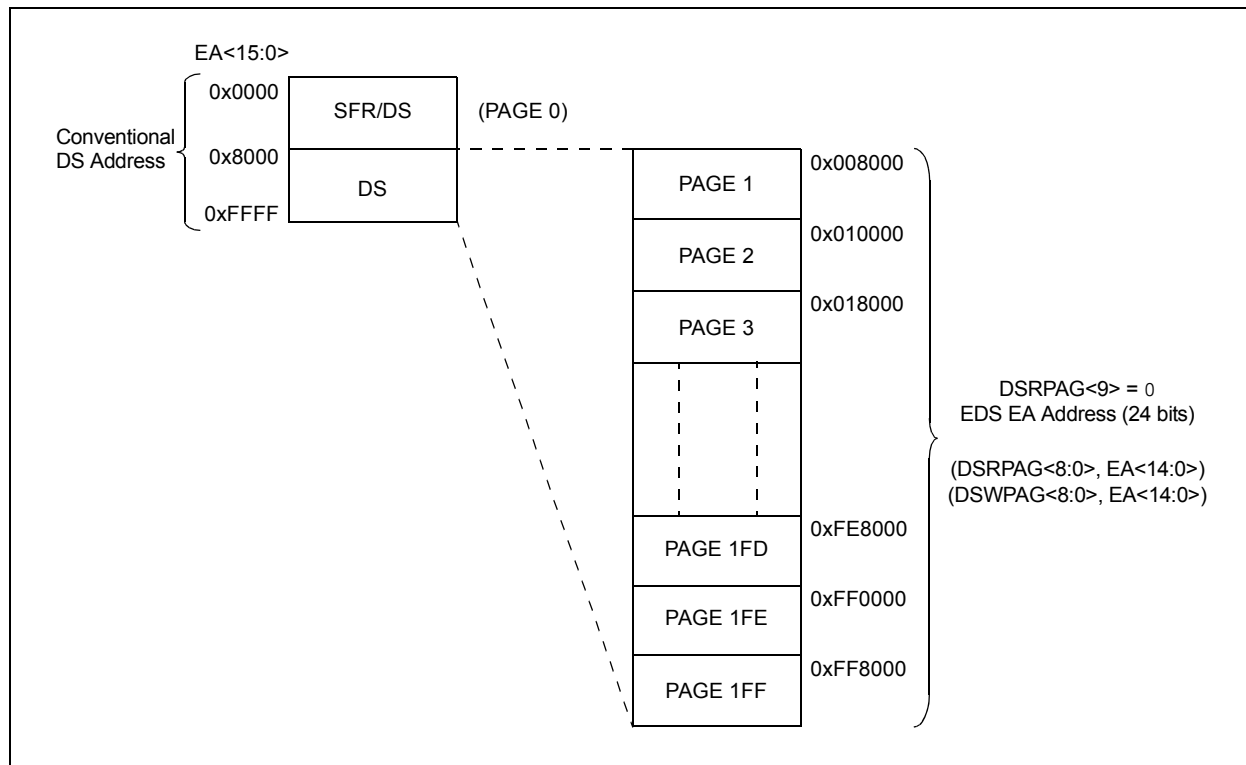 EA<15:0>
0x0000
SFR/DS
(PAGE 0)
Conventional
DS Address
0x8000
DS
0xFFFF
PAGE 1
0x008000
PAGE 2
0x010000
PAGE 3
0x018000
DSRPAG<9> = 0
EDS EA Address (24 bits)
(DSRPAG<8:0>, EA<14:0>)
(DSWPAG<8:0>, EA<14:0>)
PAGE 1FD
0xFE8000
PAGE 1FE
0xFF0000
PAGE 1FF
0xFF8000